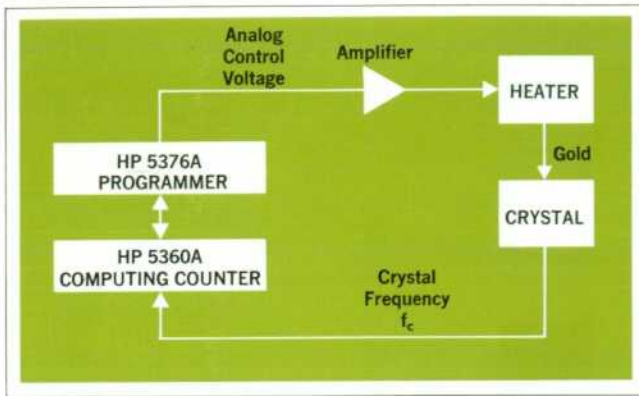 Analog
Control
Voltage
Amplifier
HEATER
Gold
HP 5376A
PROGRAMMER
CRYSTAL
HP 5360A
COMPUTING COUNTER
Crystal
Frequency
fc